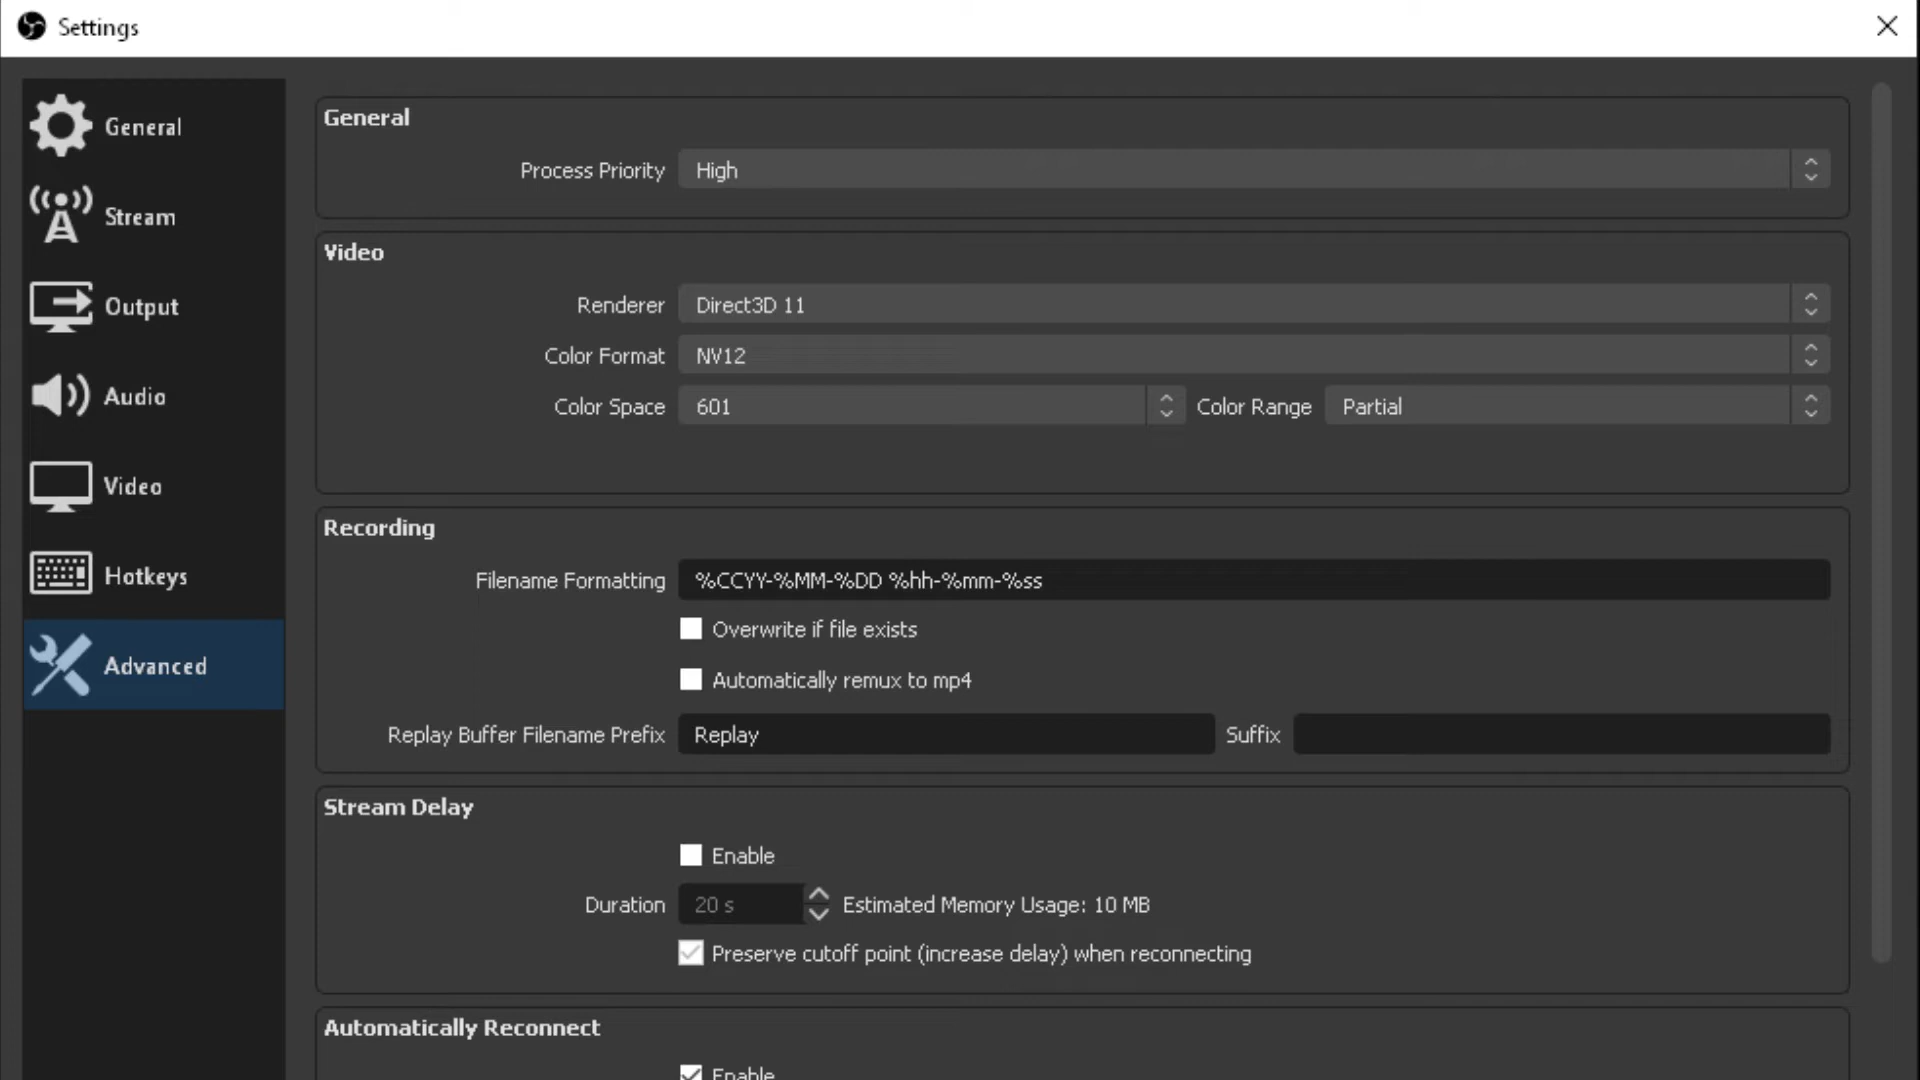 Settings
General
Stream
Output
Audio
Video
Hotkeys
Advanced
General
Process Priority High
Video
Renderer Direct3D 11
Color Format NV12
Color Space 601 Color Range Partial
Recording
Filename Formatting %CCYY-%MM-%DD %hh-%mm-%ss
Overwrite if file exists
Automatically remux to mp4
Replay Buffer Filename Prefix Replay Suffix
Stream Delay
Enable
Duration 20 s Estimated Memory Usage: 10 MB
Preserve cutoff point (increase delay) when reconnecting
Automatically Reconnect
Enable